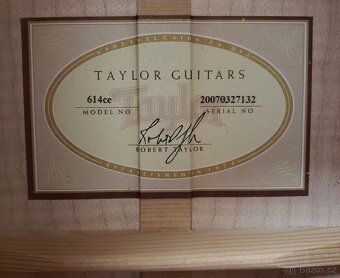 MADE IN EL CAJON, CA USA
TAYLOR GUITARS
Taylor
614ce 20070327132
MODEL NO. SERIAL NO.
ROBERT TAYLOR
ESTABLISHED IN 1974
Bazos.cz